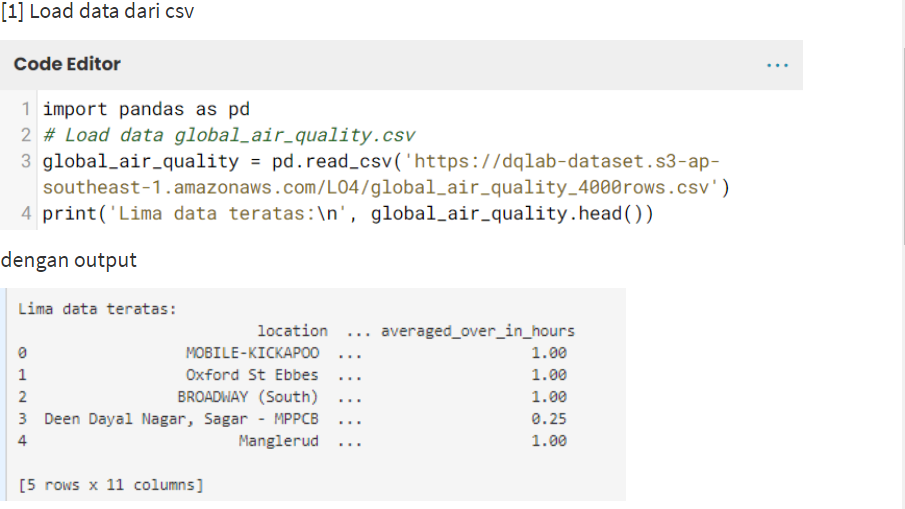 [1] Load data dari csv
Code Editor
...
1 import pandas as pd
2 # Load data global_air_quality.csv
3 global_air_quality = pd.read_csv('https://dqlab-dataset.s3-ap-
southeast-1.amazonaws.com/LO4/global_air_quality_4000rows.csv')
4 print('Lima data teratas:\n', global_air_quality.head())
dengan output
Lima data teratas:
location ... averaged_over_in_hours
0 MOBILE-KICKAPOO ... 1.00
1 Oxford St Ebbes ... 1.00
2 BROADWAY (South) ... 1.00
3 Deen Dayal Nagar, Sagar - MPPCB ... 0.25
4 Manglerud ... 1.00
[5 rows x 11 columns]